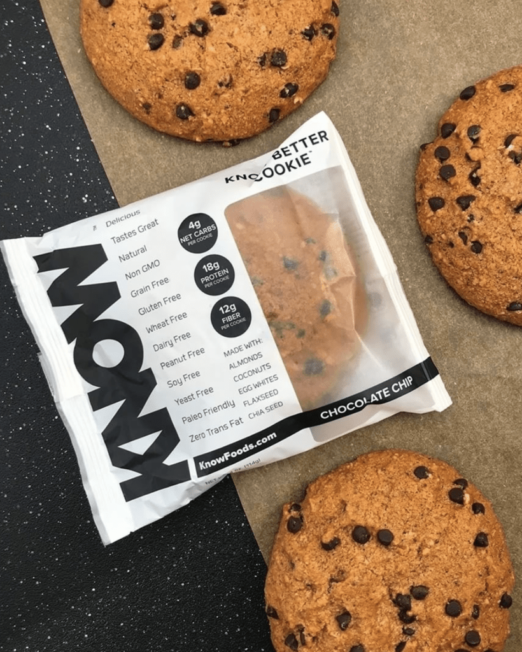 KNOW BETTER
COOKIE
KNOW
Delicious
Tastes Great
Natural
Non GMO
Grain Free
Gluten Free
Wheat Free
Dairy Free
Peanut Free
Soy Free
Yeast Free
Paleo Friendly
Zero Trans Fat
4g
NET CARBS
PER COOKIE
18g
PROTEIN
PER COOKIE
12g
FIBER
PER COOKIE
MADE WITH:
ALMONDS
COCONUTS
EGG WHITES
FLAXSEED
CHIA SEED
KnowFoods.com
CHOCOLATE CHIP